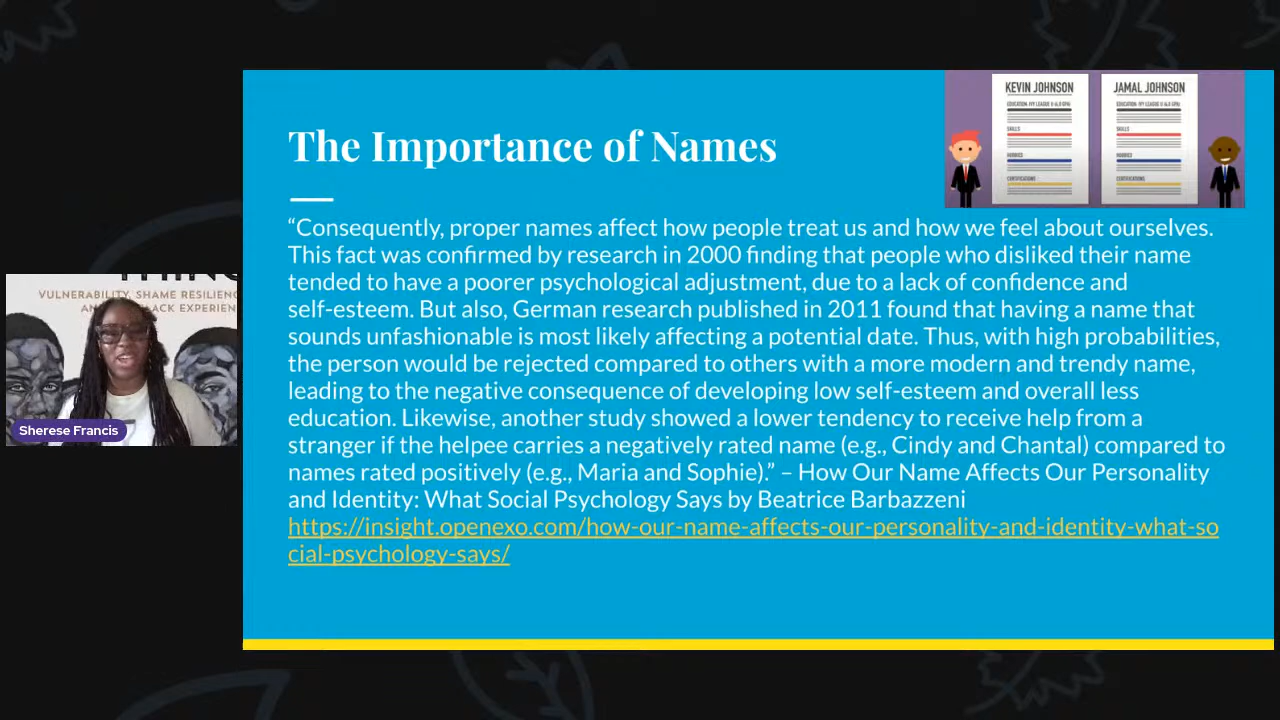 The Importance of Names
KEVIN JOHNSON
EDUCATION: IVY LEAGUE U (4.0 GPA)
SKILLS
CERTIFICATIONS
JAMAL JOHNSON
EDUCATION: IVY LEAGUE U (4.0 GPA)
SKILLS
CERTIFICATIONS
“Consequently, proper names affect how people treat us and how we feel about ourselves.
This fact was confirmed by research in 2000 finding that people who disliked their name
tended to have a poorer psychological adjustment, due to a lack of confidence and
self-esteem. But also, German research published in 2011 found that having a name that
sounds unfashionable is most likely affecting a potential date. Thus, with high probabilities,
the person would be rejected compared to others with a more modern and trendy name,
leading to the negative consequence of developing low self-esteem and overall less
education. Likewise, another study showed a lower tendency to receive help from a
stranger if the helpee carries a negatively rated name (e.g., Cindy and Chantal) compared to
names rated positively (e.g., Maria and Sophie).” – How Our Name Affects Our Personality
and Identity: What Social Psychology Says by Beatrice Barbazzeni
https://insight.openexo.com/how-our-name-affects-our-personality-and-identity-what-so
cial-psychology-says/
VULNERABILITY, SHAME RESILIENC
Sherese Francis